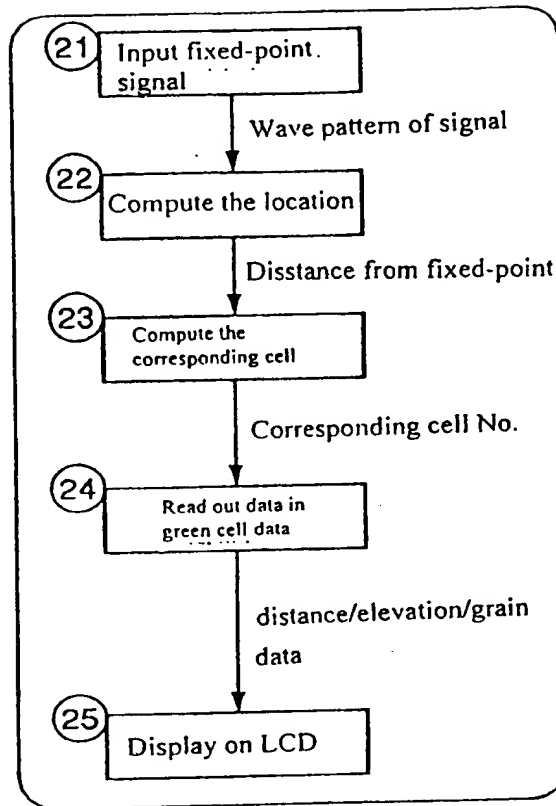 21
Input fixed-point.
signal
Wave pattern of signal
22
Compute the location
Disstance from fixed-point
23
Compute the
corresponding cell
Corresponding cell No.
24
Read out data in
green cell data
distance/elevation/grain
data
25
Display on LCD